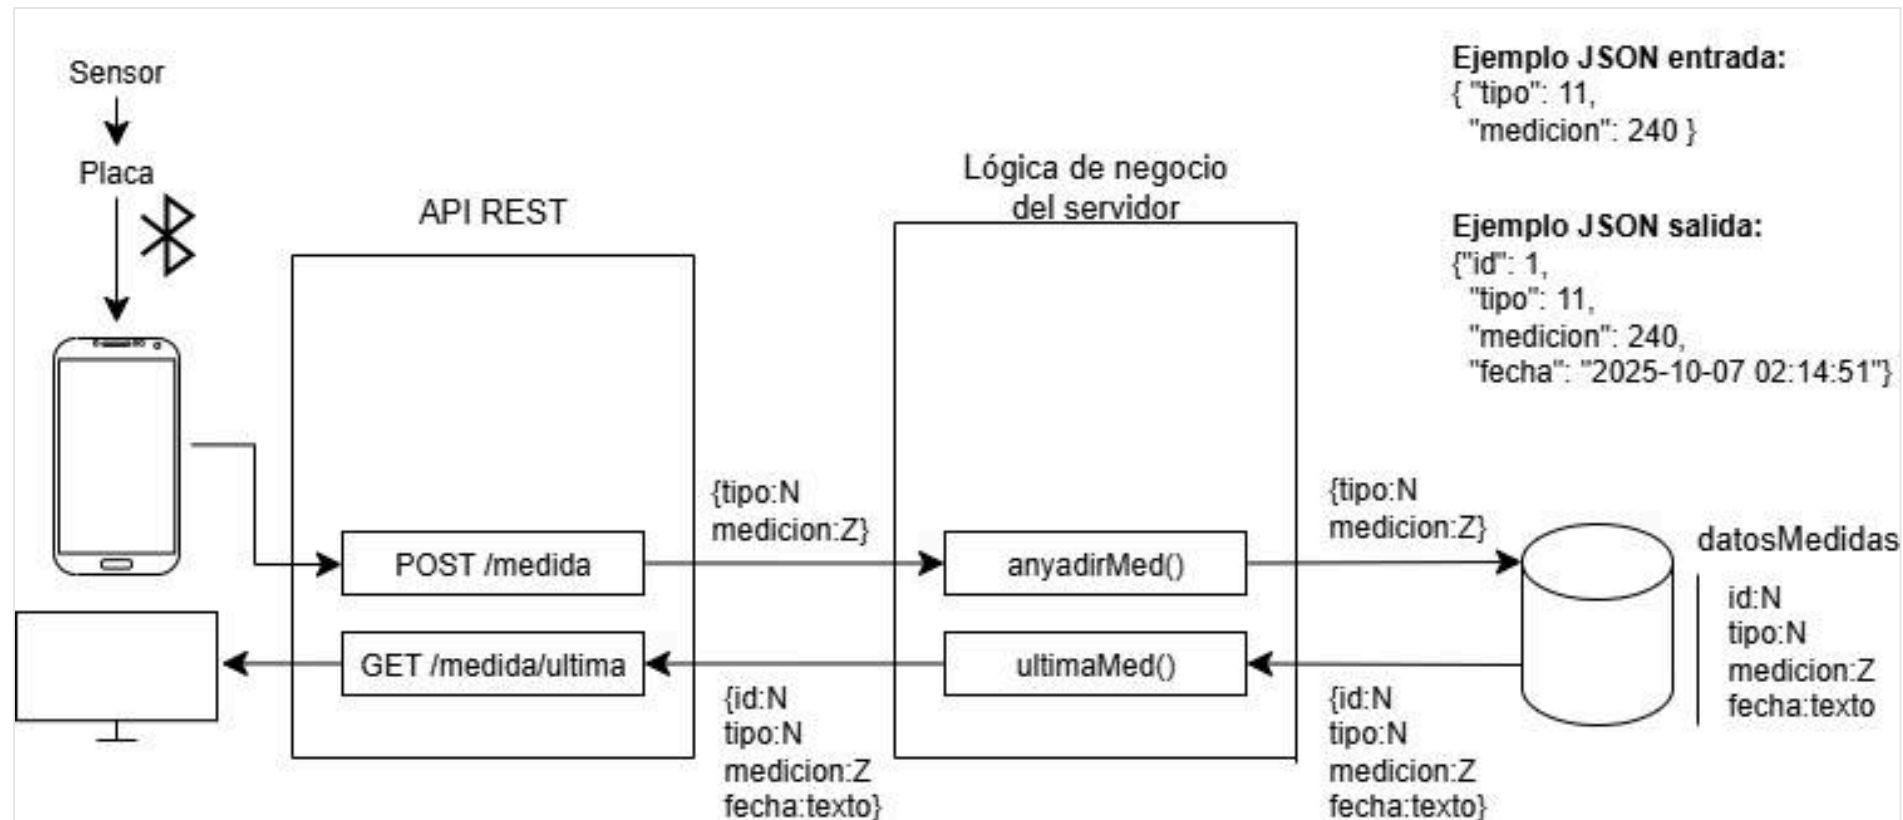 Sensor
Placa
API REST
POST /medida
GET /medida/ultima
{tipo:N
medicion:Z}
{id:N
tipo:N
medicion:Z
fecha:texto}
Lógica de negocio
del servidor
anyadirMed()
ultimaMed()
{tipo:N
medicion:Z}
{id:N
tipo:N
medicion:Z
fecha:texto}
Ejemplo JSON entrada:
{ "tipo": 11,
"medicion": 240 }
Ejemplo JSON salida:
{"id": 1,
"tipo": 11,
"medicion": 240,
"fecha": "2025-10-07 02:14:51"}
datosMedidas
id:N
tipo:N
medicion:Z
fecha:texto